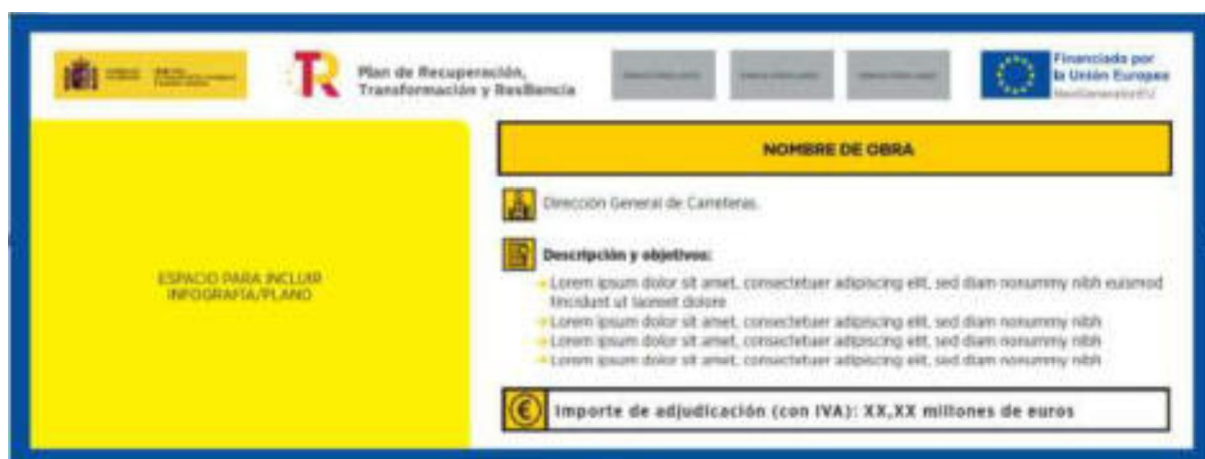 Plan de Recuperación,
Transformación y Resiliencia
Financiado por
la Unión Europea
NextGenerationEU
NOMBRE DE OBRA
Dirección General de Carreteras.
Descripción y objetivos:
Lorem ipsum dolor sit amet, consectetuer adipiscing elit, sed diam nonummy nibh euismod
tincidunt ut laoreet dolore
Lorem ipsum dolor sit amet, consectetuer adipiscing elit, sed diam nonummy nibh
Lorem ipsum dolor sit amet, consectetuer adipiscing elit, sed diam nonummy nibh
Lorem ipsum dolor sit amet, consectetuer adipiscing elit, sed diam nonummy nibh
ESPACIO PARA INCLUIR
INFOGRAFÍA/PLANO
€ Importe de adjudicación (con IVA): XX,XX millones de euros